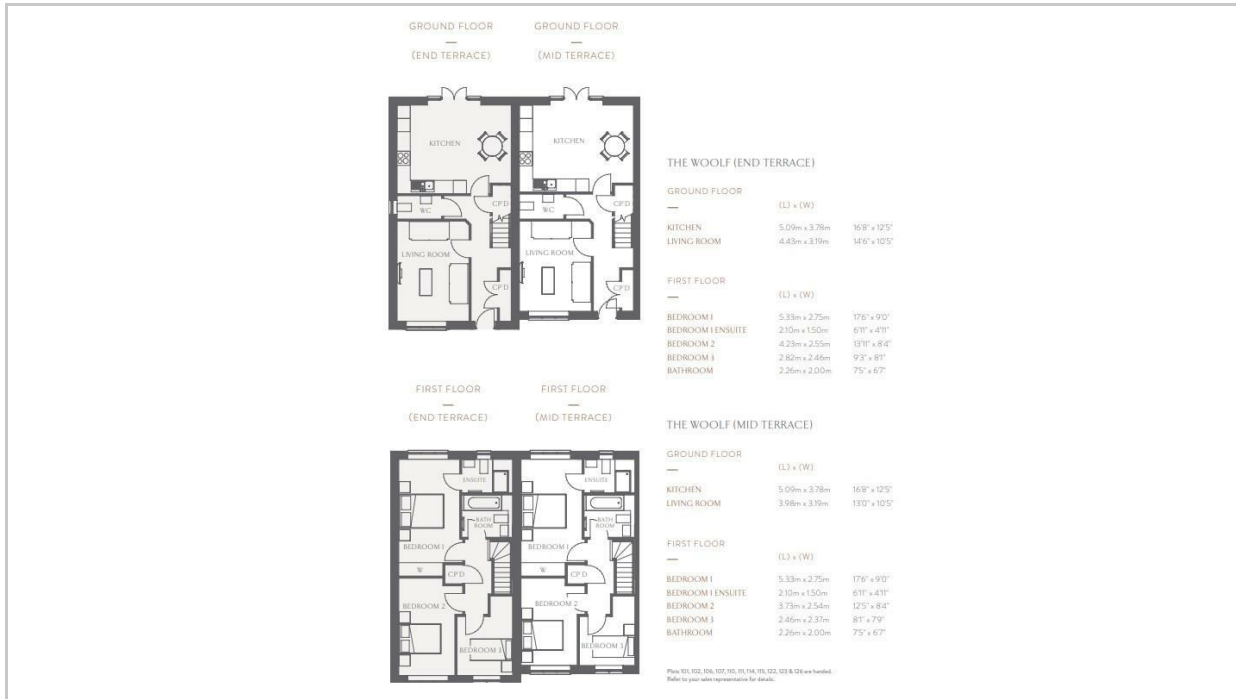 GROUND FLOOR
—
(END TERRACE)
GROUND FLOOR
—
(MID TERRACE)
KITCHEN
WC
CP'D
LIVING ROOM
CP'D
KITCHEN
WC
CP'D
LIVING ROOM
CP'D
FIRST FLOOR
—
(END TERRACE)
FIRST FLOOR
—
(MID TERRACE)
ENSUITE
BATH
ROOM
BEDROOM 1
W
CP'D
BEDROOM 2
BEDROOM 3
ENSUITE
BATH
ROOM
BEDROOM 1
W
CP'D
BEDROOM 2
BEDROOM 3
THE WOOLF (END TERRACE)
GROUND FLOOR
— (L) x (W)
KITCHEN 5.09m x 3.78m 16'8" x 12'5"
LIVING ROOM 4.43m x 3.19m 14'6" x 10'5"
FIRST FLOOR
— (L) x (W)
BEDROOM 1 5.33m x 2.75m 17'6" x 9'0"
BEDROOM 1 ENSUITE 2.10m x 1.50m 6'11" x 4'11"
BEDROOM 2 4.23m x 2.55m 13'11" x 8'4"
BEDROOM 3 2.82m x 2.46m 9'3" x 8'1"
BATHROOM 2.26m x 2.00m 7'5" x 6'7"
THE WOOLF (MID TERRACE)
GROUND FLOOR
— (L) x (W)
KITCHEN 5.09m x 3.78m 16'8" x 12'5"
LIVING ROOM 3.98m x 3.19m 13'0" x 10'5"
FIRST FLOOR
— (L) x (W)
BEDROOM 1 5.33m x 2.75m 17'6" x 9'0"
BEDROOM 1 ENSUITE 2.10m x 1.50m 6'11" x 4'11"
BEDROOM 2 3.73m x 2.54m 12'5" x 8'4"
BEDROOM 3 2.46m x 2.37m 8'1" x 7'9"
BATHROOM 2.26m x 2.00m 7'5" x 6'7"
Plots 101, 102, 106, 107, 110, 111, 114, 115, 122, 123 & 126 are handed.
Refer to your sales representative for details.